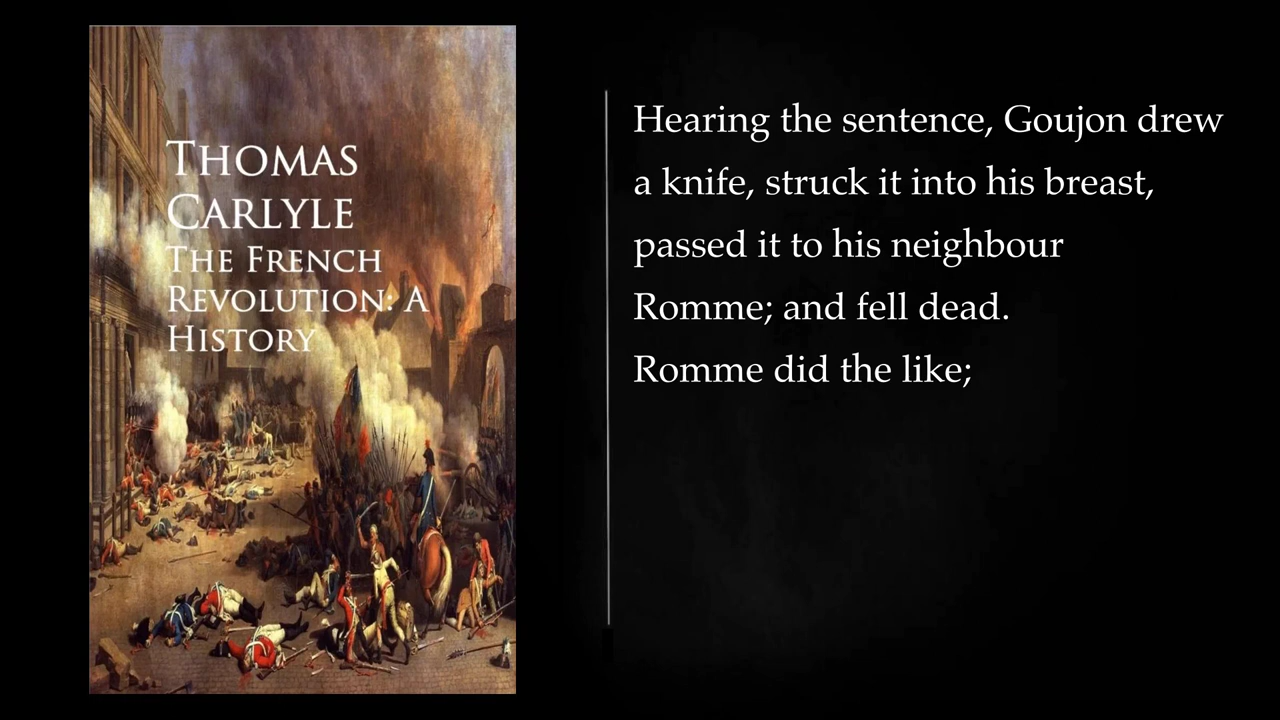 THOMAS
CARLYLE
THE FRENCH
REVOLUTION: A
HISTORY
Hearing the sentence, Goujon drew
a knife, struck it into his breast,
passed it to his neighbour
Romme; and fell dead.
Romme did the like;